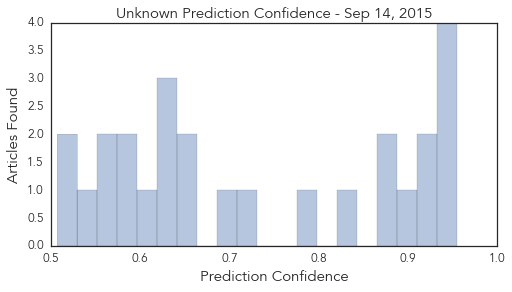 Unknown Prediction Confidence - Sep 14, 2015
4.0
3.5
3.0
2.5
2.0
1.5
1.0
0.5
0.0
Articles Found
0.5 0.6 0.7 0.8 0.9 1.0
Prediction Confidence